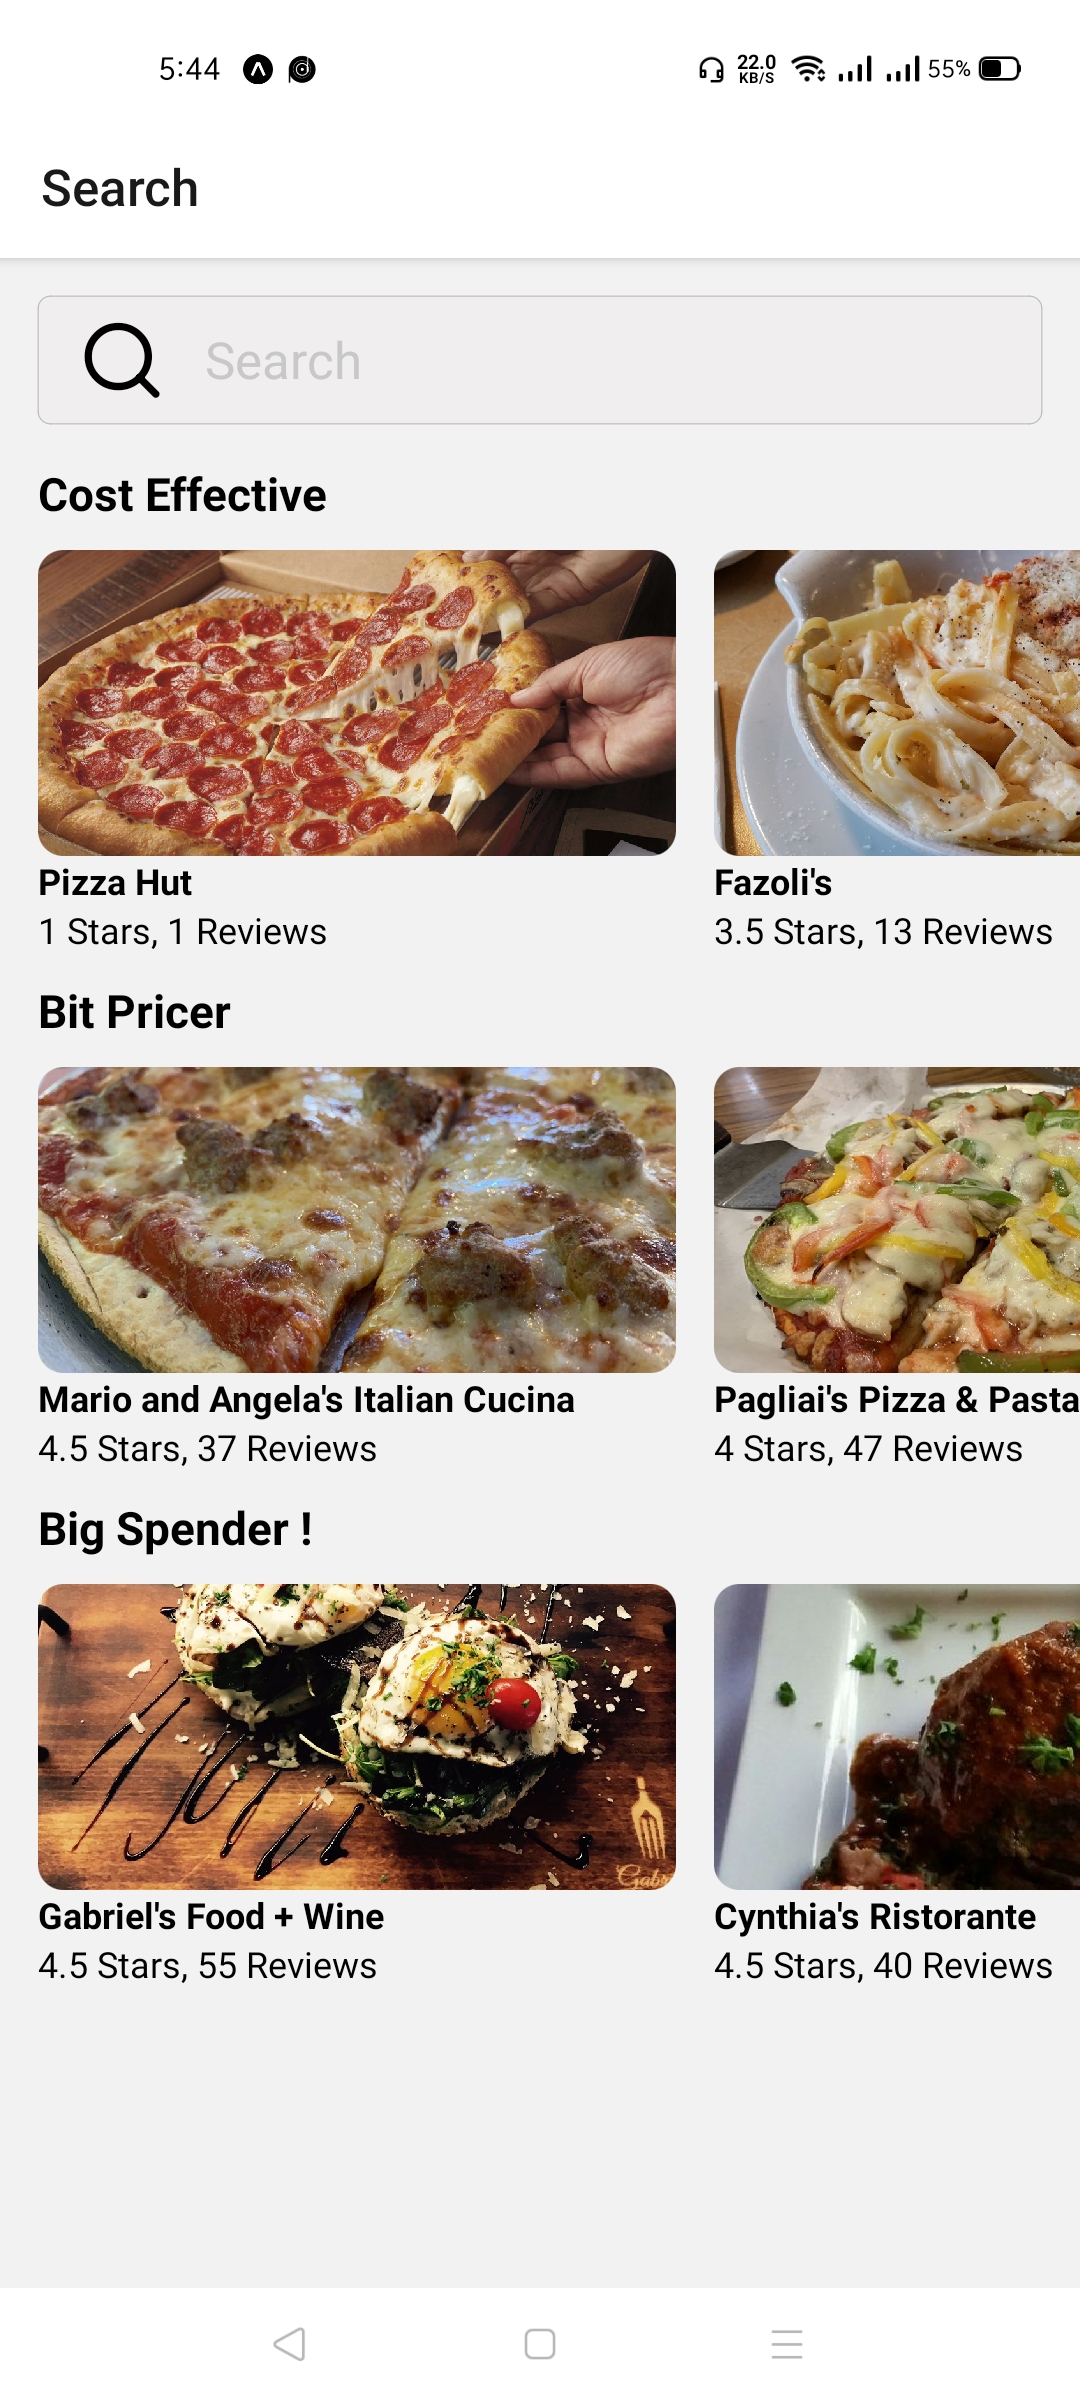 5:44
22.0
KB/S
55%
Search
Search
Cost Effective
Pizza Hut
1 Stars, 1 Reviews
Fazoli's
3.5 Stars, 13 Reviews
Bit Pricer
Mario and Angela's Italian Cucina
4.5 Stars, 37 Reviews
Pagliai's Pizza & Pasta
4 Stars, 47 Reviews
Big Spender !
Gabriel's Food + Wine
4.5 Stars, 55 Reviews
Cynthia's Ristorante
4.5 Stars, 40 Reviews